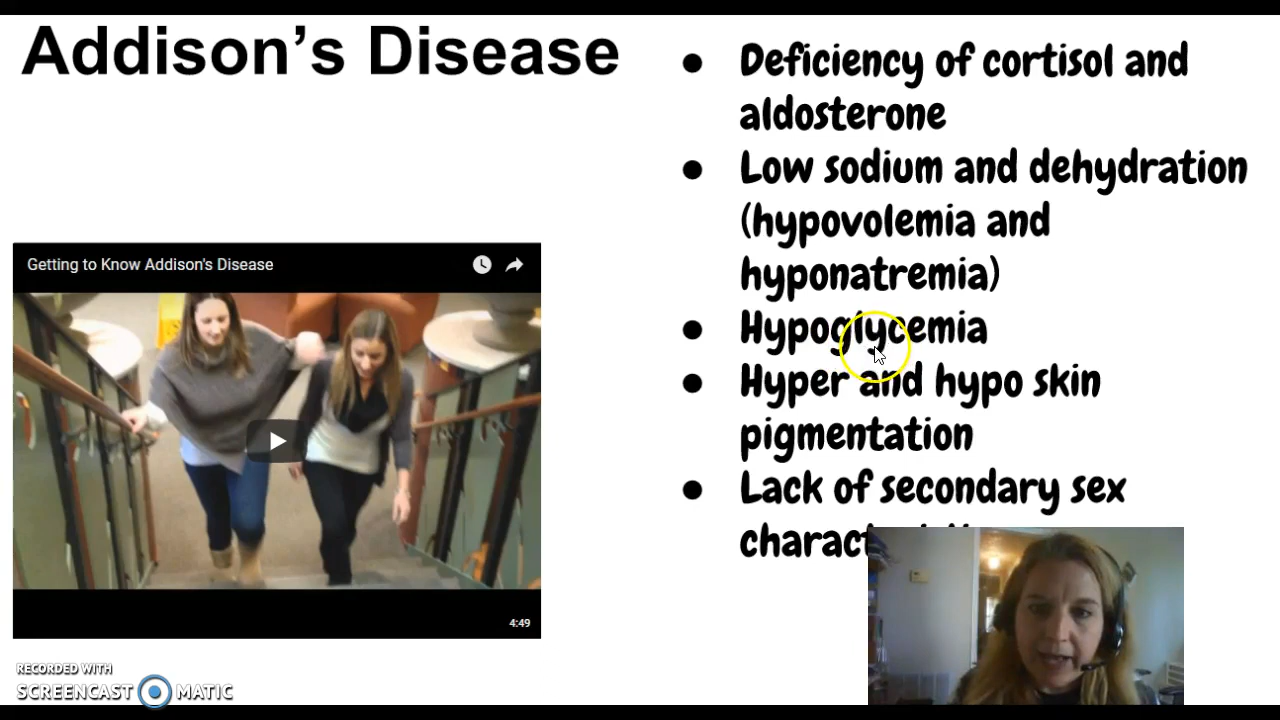 Addison's Disease
● Deficiency of cortisol and
aldosterone
● Low sodium and dehydration
(hypovolemia and
hyponatremia)
● Hypoglycemia
● Hyper and hypo skin
pigmentation
● Lack of secondary sex
Getting to Know Addison's Disease
4:49
RECORDED WITH
SCREENCAST MATIC